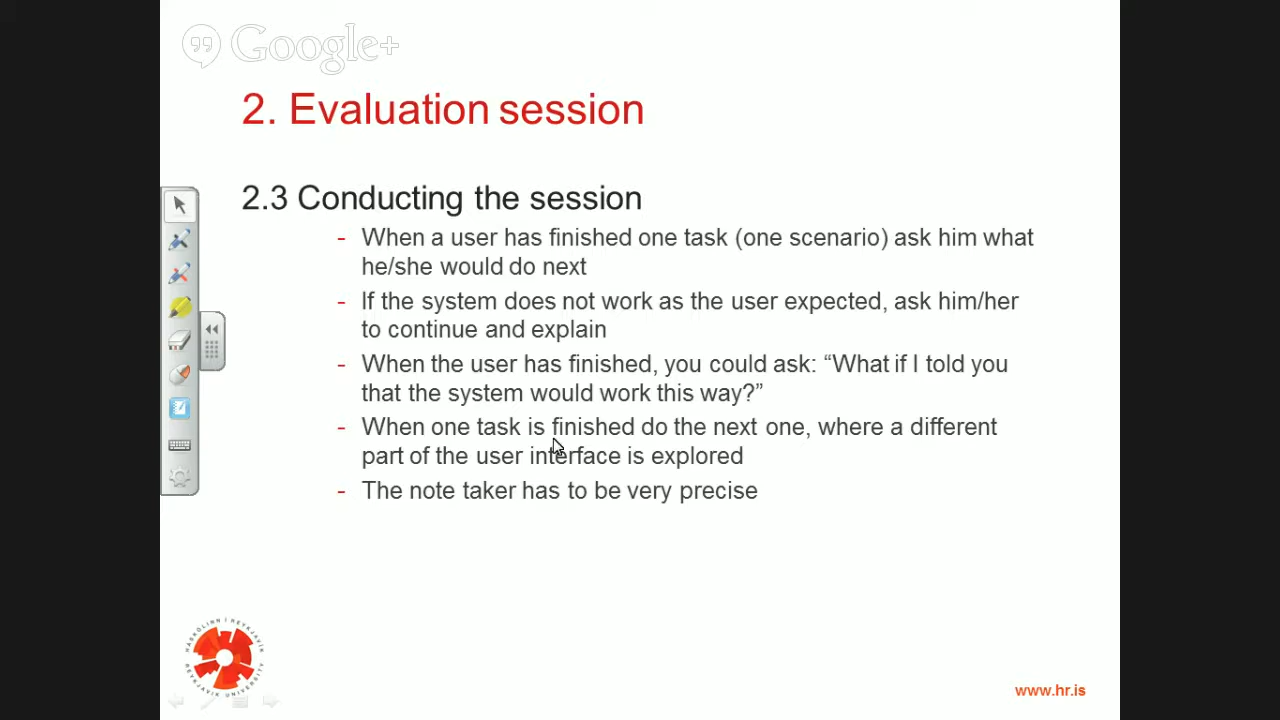 Google+
2. Evaluation session
2.3 Conducting the session
- When a user has finished one task (one scenario) ask him what
he/she would do next
- If the system does not work as the user expected, ask him/her
to continue and explain
- When the user has finished, you could ask: “What if I told you
that the system would work this way?”
- When one task is finished do the next one, where a different
part of the user interface is explored
- The note taker has to be very precise
HÁSKÓLINN Í REYKJAVÍK
REYKJAVIK UNIVERSITY
www.hr.is